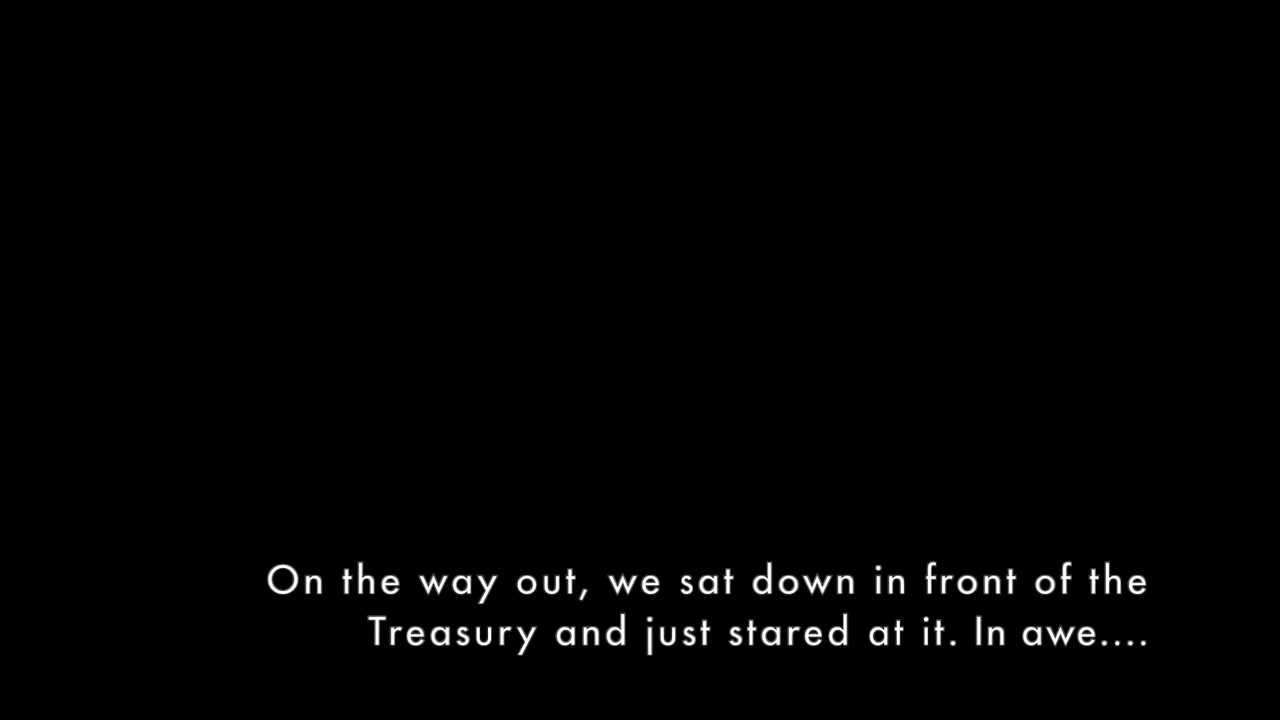 On the way out, we sat down in front of the
Treasury and just stared at it. In awe....